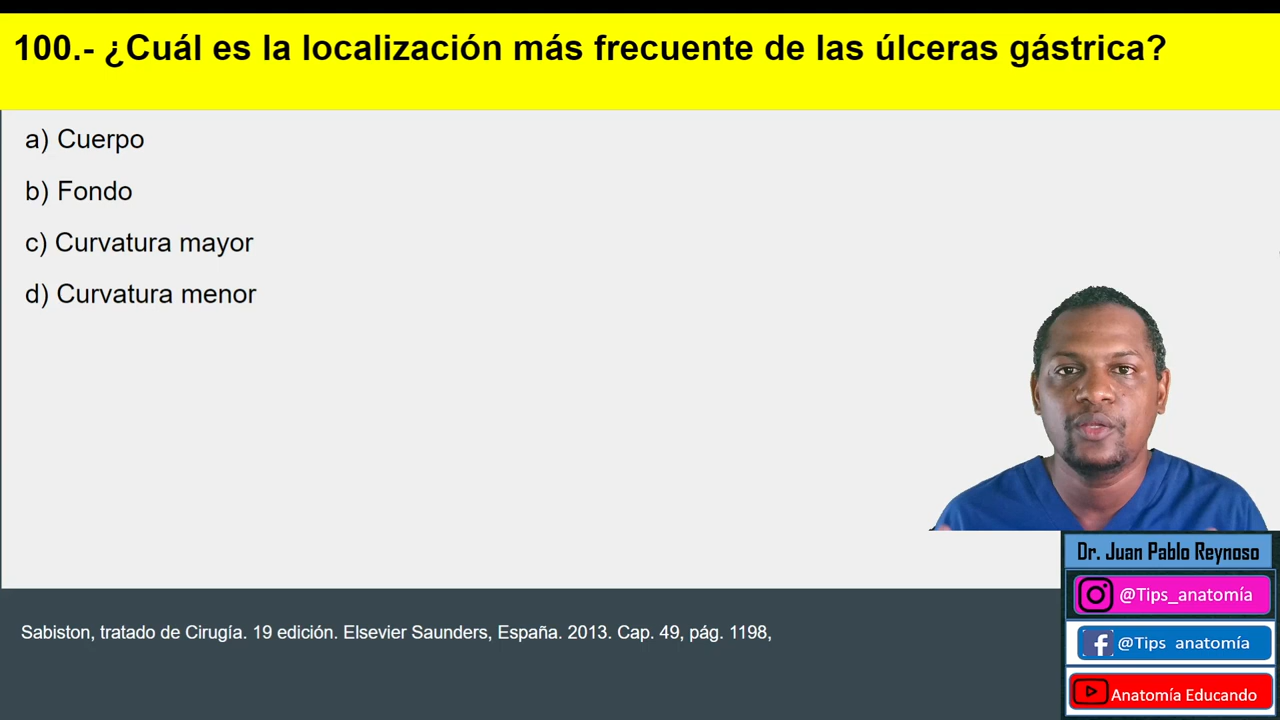 100.- ¿Cuál es la localización más frecuente de las úlceras gástrica?
a) Cuerpo
b) Fondo
c) Curvatura mayor
d) Curvatura menor
Sabiston, tratado de Cirugía. 19 edición. Elsevier Saunders, España. 2013. Cap. 49, pág. 1198,
Dr. Juan Pablo Reynoso
@Tips_anatomía
@Tips anatomía
Anatomía Educando